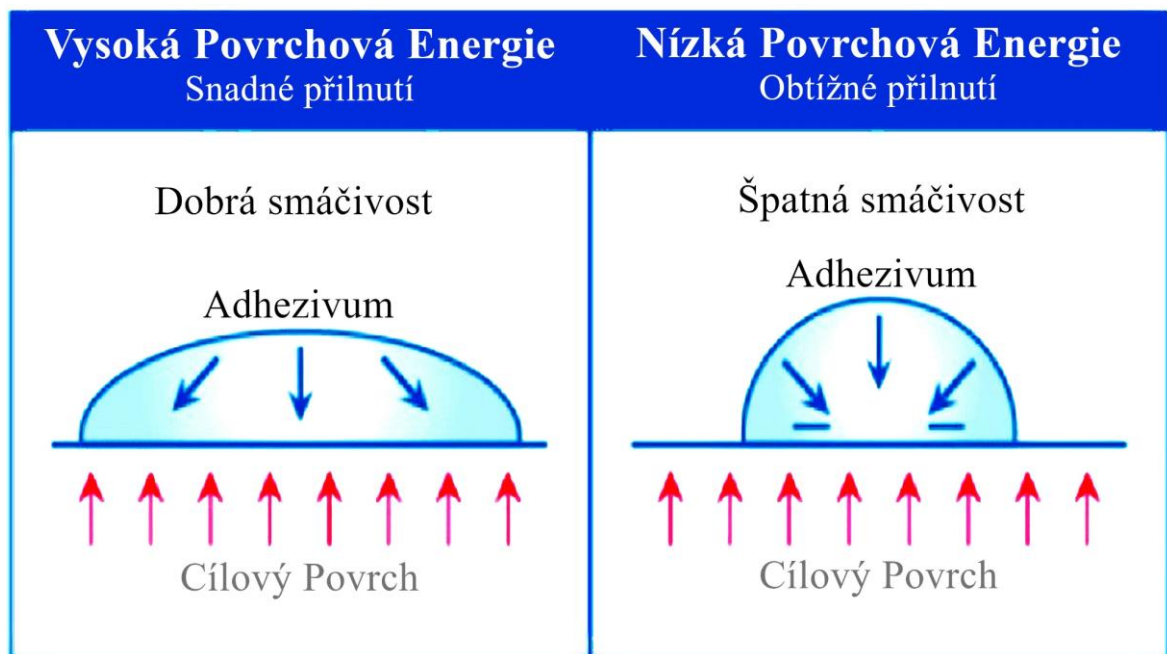 Vysoká Povrchová Energie
Snadné přilnutí
Dobrá smáčivost
Adhezivum
Cílový Povrch
Nízká Povrchová Energie
Obtížné přilnutí
Špatná smáčivost
Adhezivum
Cílový Povrch